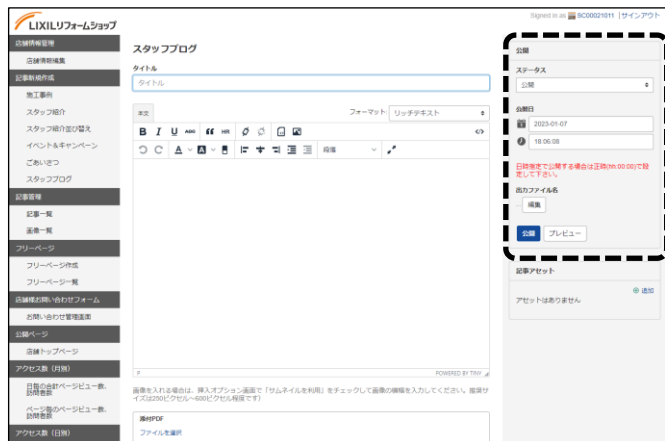 LIXILリフォームショップ
Signed in as SC00021011 | サインアウト
店舗情報管理
店舗情報編集
記事新規作成
施工事例
スタッフ紹介
スタッフ紹介並び替え
イベント&キャンペーン
ごあいさつ
スタッフブログ
記事管理
記事一覧
画像一覧
フリーページ
フリーページ作成
フリーページ一覧
店舗様お問い合わせフォーム
お問い合わせ管理画面
公開ページ
店舗トップページ
アクセス数（月別）
日毎の合計ページビュー数、
訪問者数
ページ毎のページビュー数、
訪問者数
アクセス数（日別）
スタッフブログ
タイトル
タイトル
本文
フォーマット: リッチテキスト
B I U ABC HR
A A 段落
P
POWERED BY TINY
画像を入れる場合は、挿入オプション画面で「サムネイルを利用」をチェックして画像の横幅を入力してください。推奨サ
イズは250ピクセル~600ピクセル程度です）
添付PDF
ファイルを選択
公開
ステータス
公開
公開日
2023-01-07
18:06:08
日時指定で公開する場合は正時(hh:00:00)で設
定して下さい。
出力ファイル名
編集
公開 プレビュー
記事アセット
追加
アセットはありません